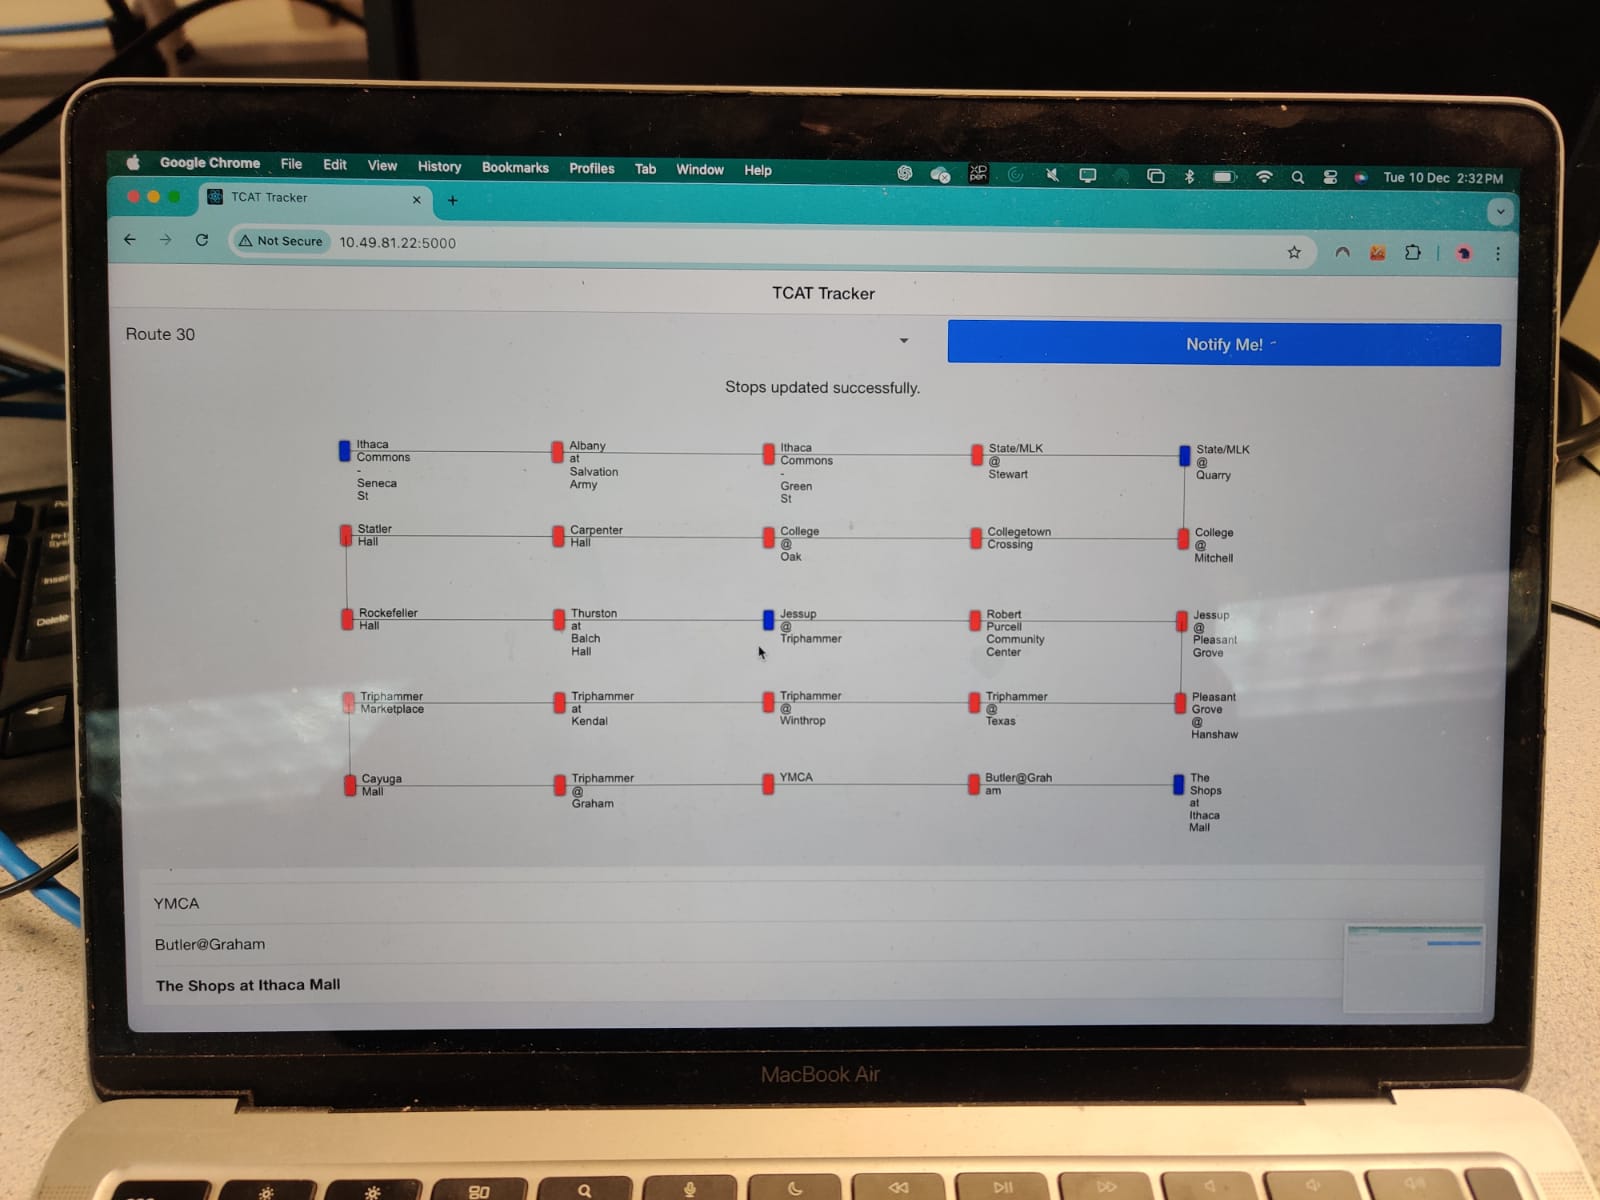 Google Chrome File Edit View History Bookmarks Profiles Tab Window Help
XP
pen
Tue 10 Dec 2:32 PM
TCAT Tracker
Not Secure 10.49.81.22:5000
TCAT Tracker
Route 30
Notify Me!
Stops updated successfully.
Ithaca
Commons
-
Seneca
St
Albany
at
Salvation
Army
Ithaca
Commons
-
Green
St
State/MLK
@
Stewart
State/MLK
@
Quarry
Statler
Hall
Carpenter
Hall
College
@
Oak
Collegetown
Crossing
College
@
Mitchell
Rockefeller
Hall
Thurston
at
Balch
Hall
Jessup
@
Triphammer
Robert
Purcell
Community
Center
Jessup
@
Pleasant
Grove
Triphammer
Marketplace
Triphammer
at
Kendal
Triphammer
@
Winthrop
Triphammer
@
Texas
Pleasant
Grove
@
Hanshaw
Cayuga
Mall
Triphammer
@
Graham
YMCA
Butler@Grah
am
The
Shops
at
Ithaca
Mall
YMCA
Butler@Graham
The Shops at Ithaca Mall
MacBook Air
Delete